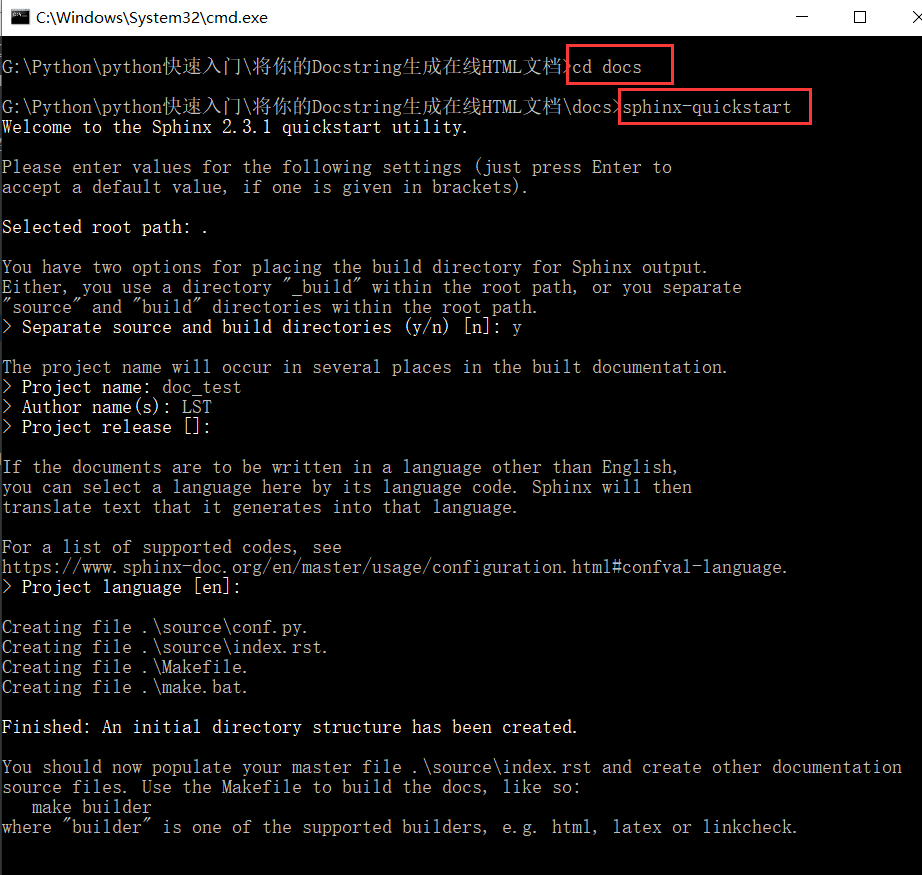 C:\Windows\System32\cmd.exe
G:\Python\python快速入门\将你的Docstring生成在线HTML文档>cd docs
G:\Python\python快速入门\将你的Docstring生成在线HTML文档\docs>sphinx-quickstart
Welcome to the Sphinx 2.3.1 quickstart utility.
Please enter values for the following settings (just press Enter to
accept a default value, if one is given in brackets).
Selected root path: .
You have two options for placing the build directory for Sphinx output.
Either, you use a directory "_build" within the root path, or you separate
"source" and "build" directories within the root path.
> Separate source and build directories (y/n) [n]: y
The project name will occur in several places in the built documentation.
> Project name: doc_test
> Author name(s): LST
> Project release []:
If the documents are to be written in a language other than English,
you can select a language here by its language code. Sphinx will then
translate text that it generates into that language.
For a list of supported codes, see
https://www.sphinx-doc.org/en/master/usage/configuration.html#confval-language.
> Project language [en]:
Creating file .\source\conf.py.
Creating file .\source\index.rst.
Creating file .\Makefile.
Creating file .\make.bat.
Finished: An initial directory structure has been created.
You should now populate your master file .\source\index.rst and create other documentation
source files. Use the Makefile to build the docs, like so:
make builder
where "builder" is one of the supported builders, e.g. html, latex or linkcheck.